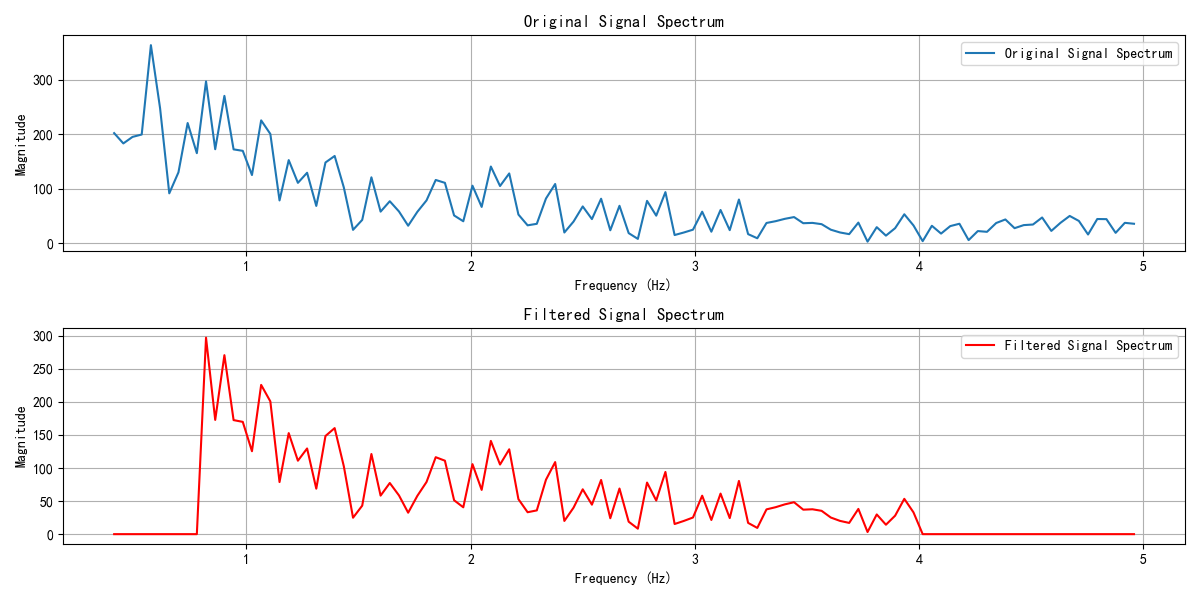 Original Signal Spectrum
Original Signal Spectrum
Magnitude
300
200
100
0
1
2
3
4
5
Frequency (Hz)
Filtered Signal Spectrum
Filtered Signal Spectrum
Magnitude
300
250
200
150
100
50
0
1
2
3
4
5
Frequency (Hz)